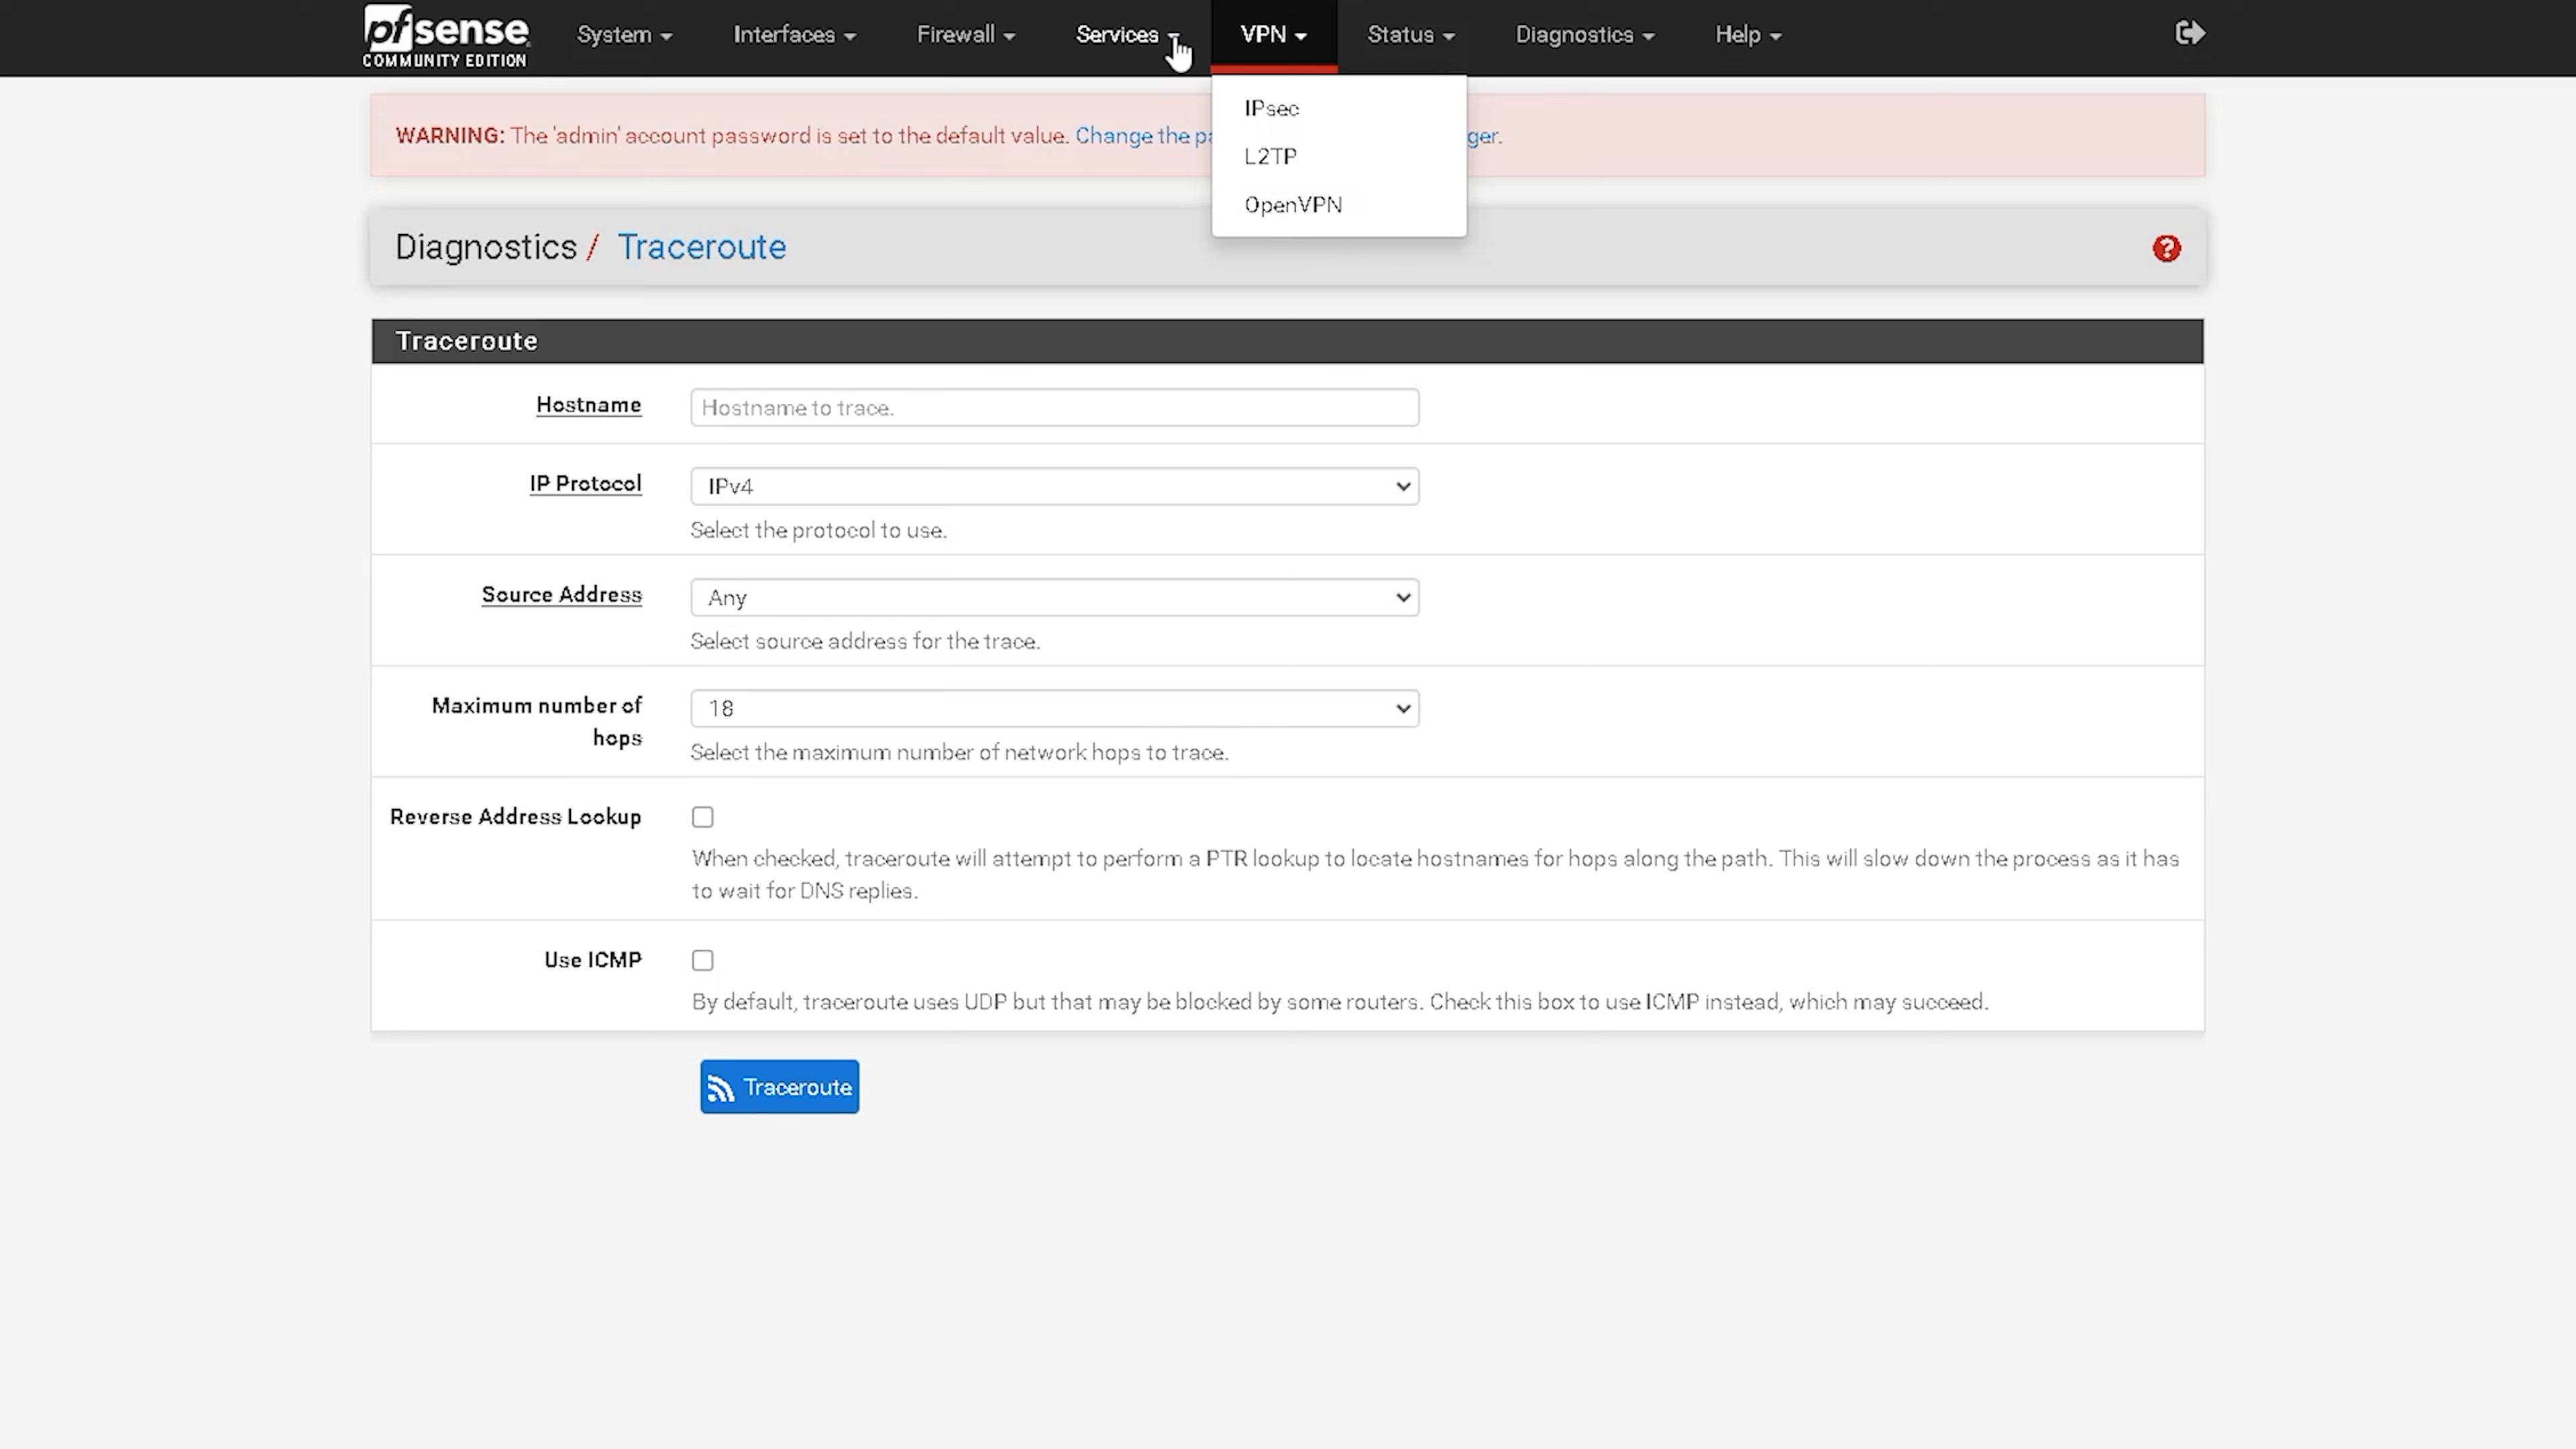 pfsense
COMMUNITY EDITION
System Interfaces Firewall Services VPN Status Diagnostics Help
IPsec
L2TP
OpenVPN
WARNING: The 'admin' account password is set to the default value. Change the pa ger.
Diagnostics / Traceroute
Traceroute
Hostname Hostname to trace.
IP Protocol IPv4
Select the protocol to use.
Source Address Any
Select source address for the trace.
Maximum number of hops 18
Select the maximum number of network hops to trace.
Reverse Address Lookup
When checked, traceroute will attempt to perform a PTR lookup to locate hostnames for hops along the path. This will slow down the process as it has
to wait for DNS replies.
Use ICMP
By default, traceroute uses UDP but that may be blocked by some routers. Check this box to use ICMP instead, which may succeed.
Traceroute